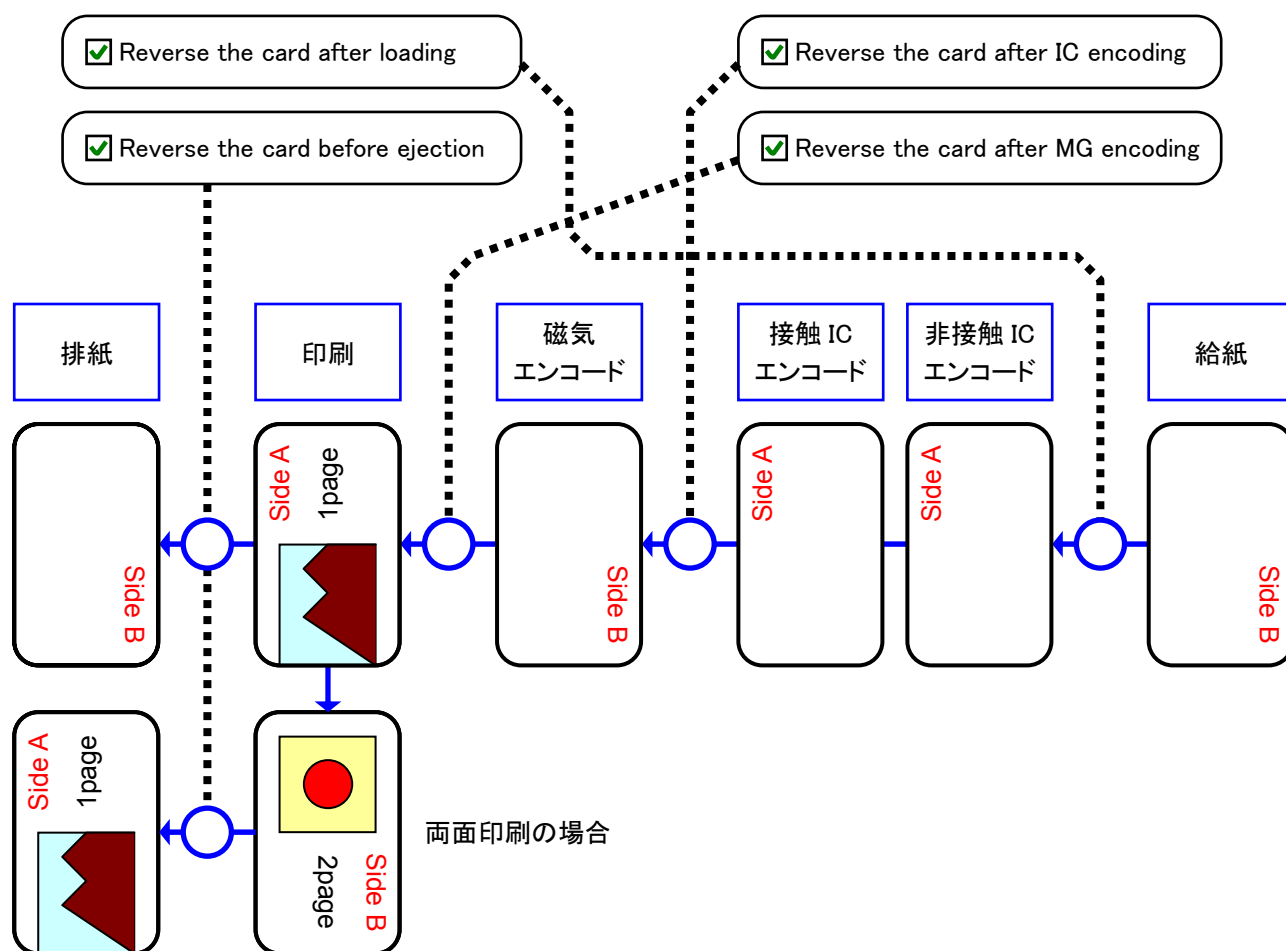 Reverse the card after loading
Reverse the card after IC encoding
Reverse the card before ejection
Reverse the card after MG encoding
排紙
印刷
磁気
エンコード
接触 IC
エンコード
非接触 IC
エンコード
給紙
Side B
Side A
1page
Side B
Side A
Side A
Side B
Side A
1page
2page
Side B
両面印刷の場合